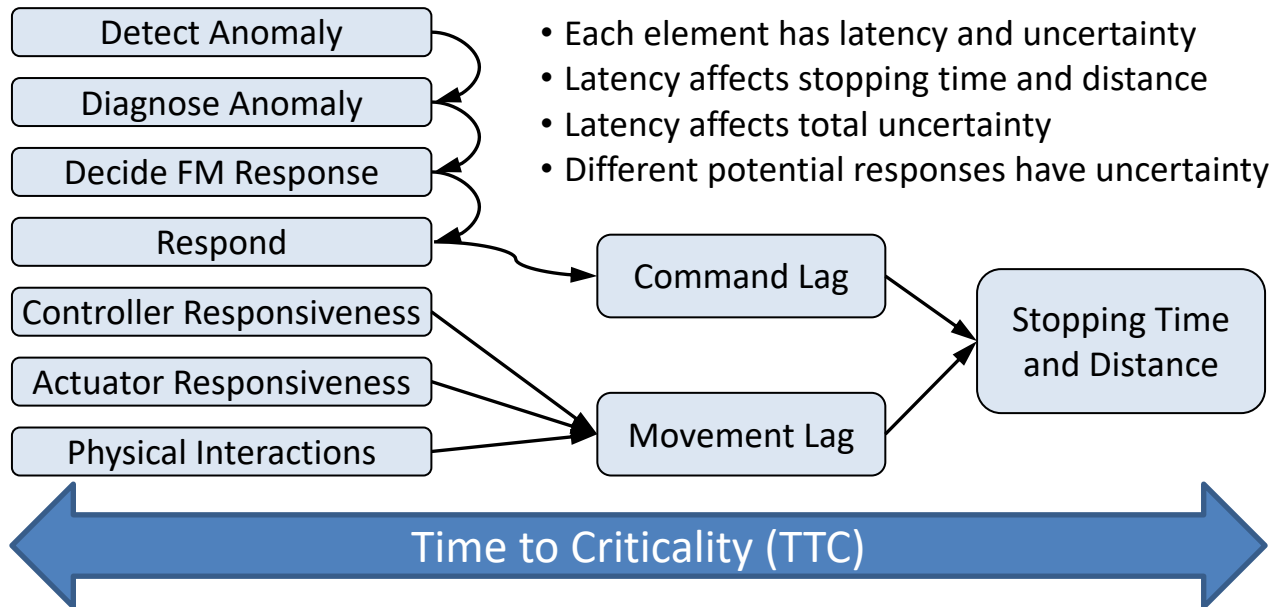 Detect Anomaly
Diagnose Anomaly
Decide FM Response
Respond
Controller Responsiveness
Actuator Responsiveness
Physical Interactions
• Each element has latency and uncertainty
• Latency affects stopping time and distance
• Latency affects total uncertainty
• Different potential responses have uncertainty
Command Lag
Movement Lag
Stopping Time
and Distance
Time to Criticality (TTC)